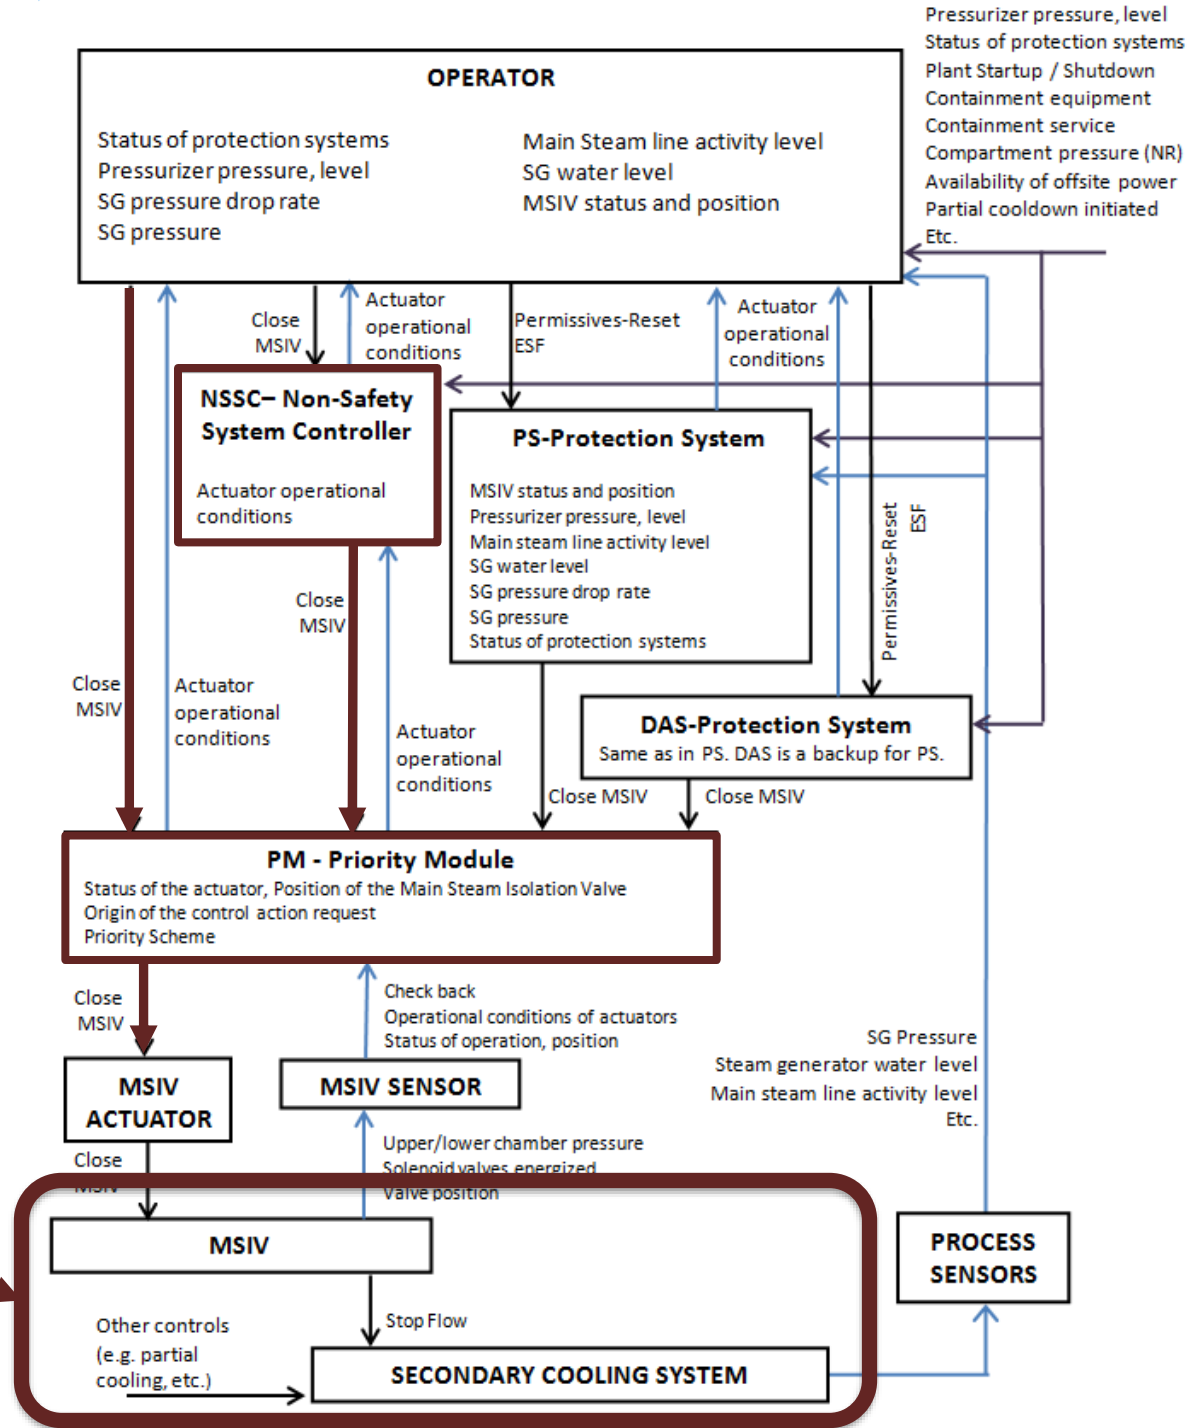 Pressurizer pressure, level
Status of protection systems
Plant Startup / Shutdown
Containment equipment
Containment service
Compartment pressure (NR)
Availability of offsite power
Partial cooldown initiated
Etc.
OPERATOR
Status of protection systems
Pressurizer pressure, level
SG pressure drop rate
SG pressure
Main Steam line activity level
SG water level
MSIV status and position
Close
MSIV
Actuator
operational
conditions
Permissives-Reset
ESF
Actuator
operational
conditions
NSSC– Non-Safety
System Controller
Actuator operational
conditions
PS-Protection System
MSIV status and position
Pressurizer pressure, level
Main steam line activity level
SG water level
SG pressure drop rate
SG pressure
Status of protection systems
Permissives-Reset
ESF
Close
MSIV
Close
MSIV
Actuator
operational
conditions
Actuator
operational
conditions
DAS-Protection System
Same as in PS. DAS is a backup for PS.
Close MSIV
Close MSIV
PM - Priority Module
Status of the actuator, Position of the Main Steam Isolation Valve
Origin of the control action request
Priority Scheme
Close
MSIV
Check back
Operational conditions of actuators
Status of operation, position
SG Pressure
Steam generator water level
Main steam line activity level
Etc.
MSIV
ACTUATOR
MSIV SENSOR
Close
MSIV
Upper/lower chamber pressure
Solenoid valves energized
Valve position
MSIV
PROCESS
SENSORS
Stop Flow
Other controls
(e.g. partial
cooling, etc.)
SECONDARY COOLING SYSTEM